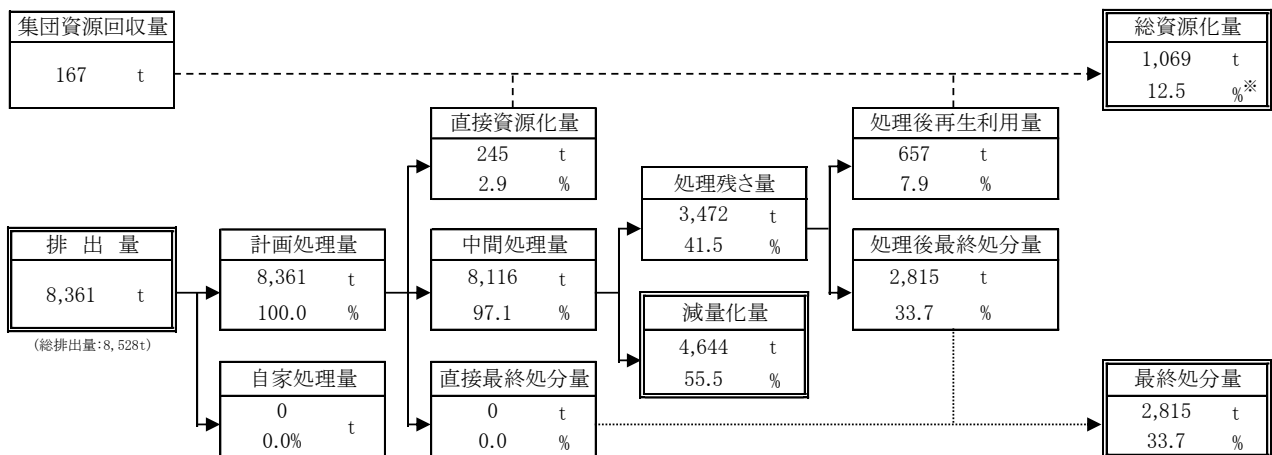 集団資源回収量
167 t
総資源化量
1,069 t
12.5 %※
直接資源化量
245 t
2.9 %
処理後再生利用量
657 t
7.9 %
処理残さ量
3,472 t
41.5 %
排 出 量
8,361 t
(総排出量:8,528t)
計画処理量
8,361 t
100.0 %
中間処理量
8,116 t
97.1 %
処理後最終処分量
2,815 t
33.7 %
減量化量
4,644 t
55.5 %
自家処理量
0 t
0.0%
直接最終処分量
0 t
0.0 %
最終処分量
2,815 t
33.7 %